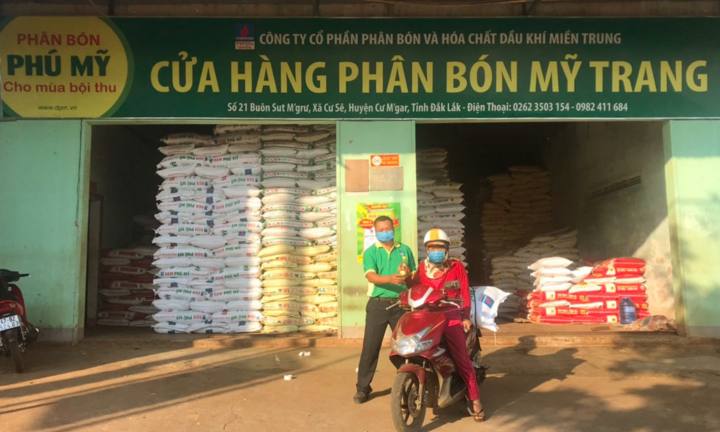 PHÂN BÓN
PHÚ MỸ
Cho mùa bội thu
www.dpm.vn
CÔNG TY CỔ PHẦN PHÂN BÓN VÀ HÓA CHẤT DẦU KHÍ MIỀN TRUNG
CỬA HÀNG PHÂN BÓN MỸ TRANG
Số 21 Buôn Sut M'grư, Xã Cư Sê, Huyện Cư M'gar, Tỉnh Đắk Lắk - Điện Thoại: 0262 3503 154 - 0982 411 684